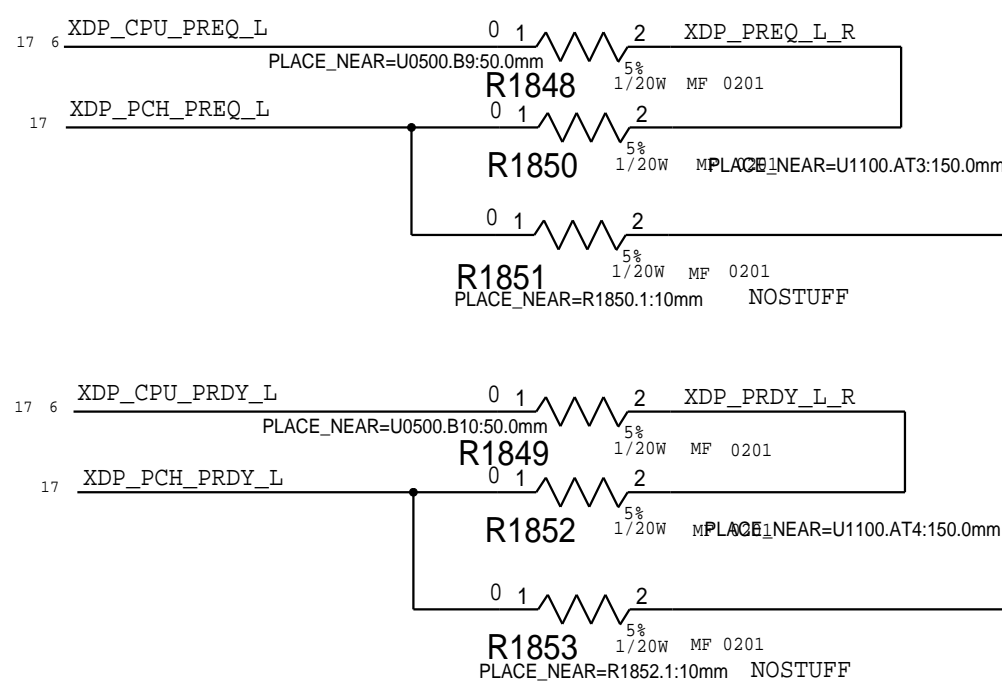 17 6 XDP_CPU_PREQ_L 0 1 2 XDP_PREQ_L_R
PLACE_NEAR=U0500.B9:50.0mm 5%
R1848 1/20W MF 0201
17 XDP_PCH_PREQ_L 0 1 2
5%
R1850 1/20W MF 0201 PLACE_NEAR=U1100.AT3:150.0mm
0 1 2
5%
R1851 1/20W MF 0201
PLACE_NEAR=R1850.1:10mm NOSTUFF
17 6 XDP_CPU_PRDY_L 0 1 2 XDP_PRDY_L_R
PLACE_NEAR=U0500.B10:50.0mm 5%
R1849 1/20W MF 0201
17 XDP_PCH_PRDY_L 0 1 2
5%
R1852 1/20W MF 0201 PLACE_NEAR=U1100.AT4:150.0mm
0 1 2
5%
R1853 1/20W MF 0201
PLACE_NEAR=R1852.1:10mm NOSTUFF